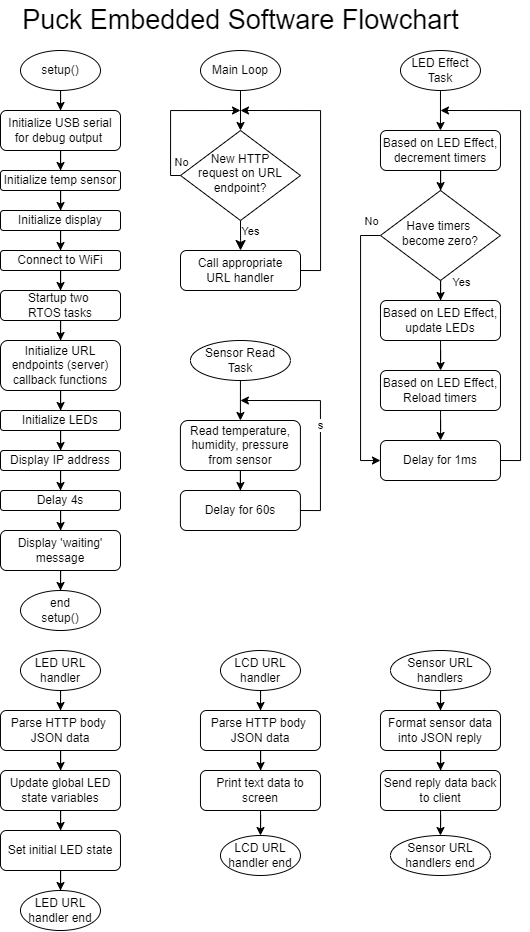 Puck Embedded Software Flowchart
setup()
Initialize USB serial
for debug output
Initialize temp sensor
Initialize display
Connect to WiFi
Startup two
RTOS tasks
Initialize URL
endpoints (server)
callback functions
Initialize LEDs
Display IP address
Delay 4s
Display 'waiting'
message
end
setup()
Main Loop
New HTTP
request on URL
endpoint?
No
Yes
Call appropriate
URL handler
Sensor Read
Task
Read temperature,
humidity, pressure
from sensor
s
Delay for 60s
LED Effect
Task
Based on LED Effect,
decrement timers
Have timers
become zero?
No
Yes
Based on LED Effect,
update LEDs
Based on LED Effect,
Reload timers
Delay for 1ms
LED URL
handler
Parse HTTP body
JSON data
Update global LED
state variables
Set initial LED state
LED URL
handler end
LCD URL
handler
Parse HTTP body
JSON data
Print text data to
screen
LCD URL
handler end
Sensor URL
handlers
Format sensor data
into JSON reply
Send reply data back
to client
Sensor URL
handlers end